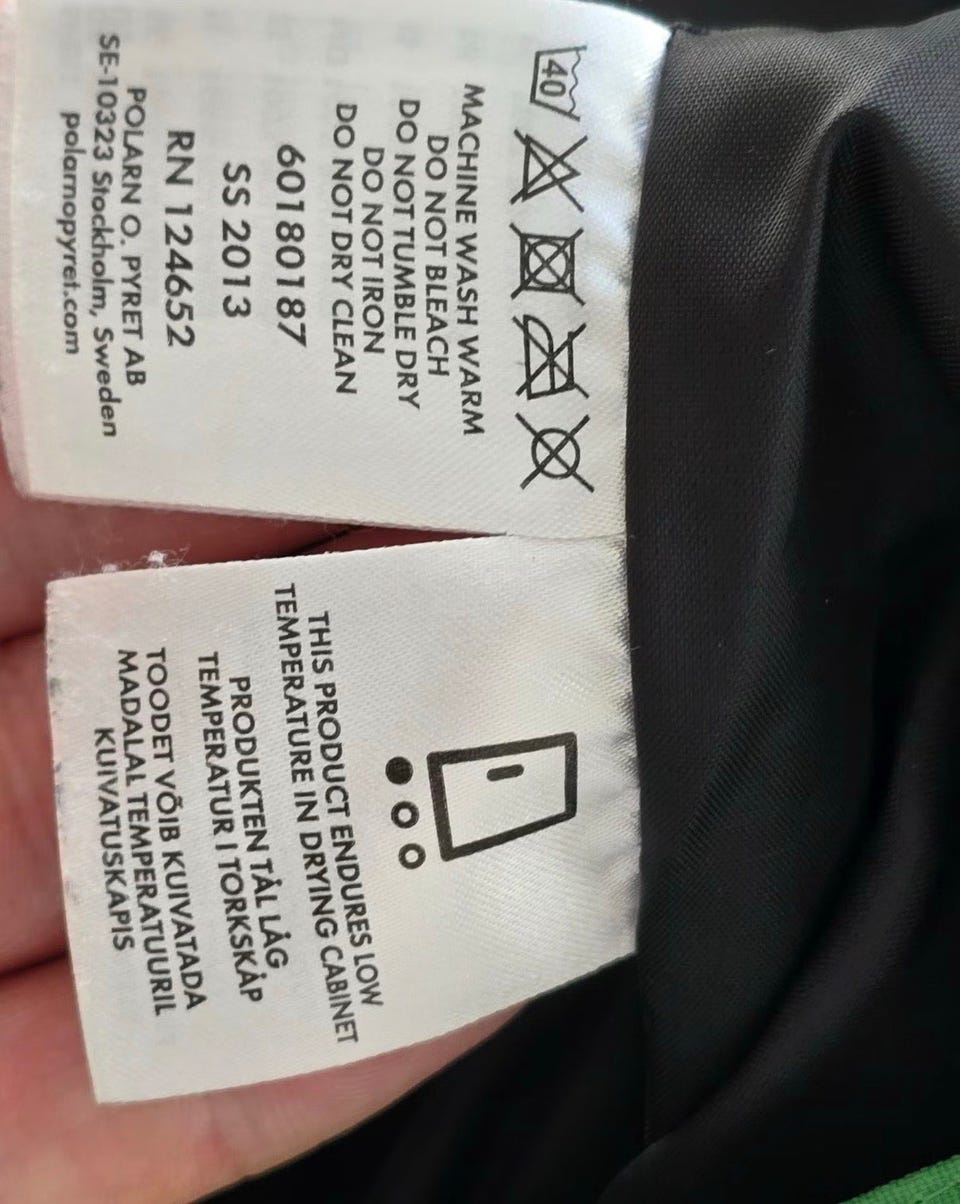 40
MACHINE WASH WARM
DO NOT BLEACH
DO NOT TUMBLE DRY
DO NOT IRON
DO NOT DRY CLEAN
60180187
SS 2013
RN 124652
POLARN O. PYRET AB
SE-10323 Stockholm, Sweden
polarnopyret.com
THIS PRODUCT ENDURES LOW
TEMPERATURE IN DRYING CABINET
PRODUKTEN TÅL LÅG
TEMPERATUR I TORKSKÅP
TOODET VÕIB KUIVATADA
MADALAL TEMPERATUURIL
KUIVATUSKAPIS